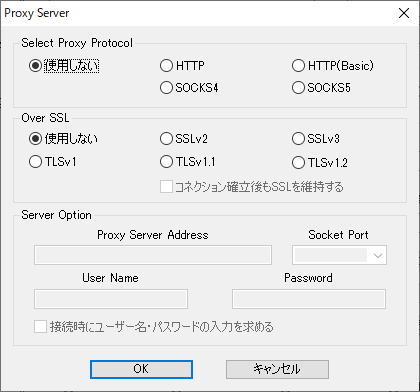 Proxy Server
Select Proxy Protocol
使用しない
HTTP
HTTP(Basic)
SOCKS4
SOCKS5
Over SSL
使用しない
SSLv2
SSLv3
TLSv1
TLSv1.1
TLSv1.2
コネクション確立後もSSLを維持する
Server Option
Proxy Server Address
Socket Port
User Name
Password
接続時にユーザー名・パスワードの入力を求める
OK
キャンセル